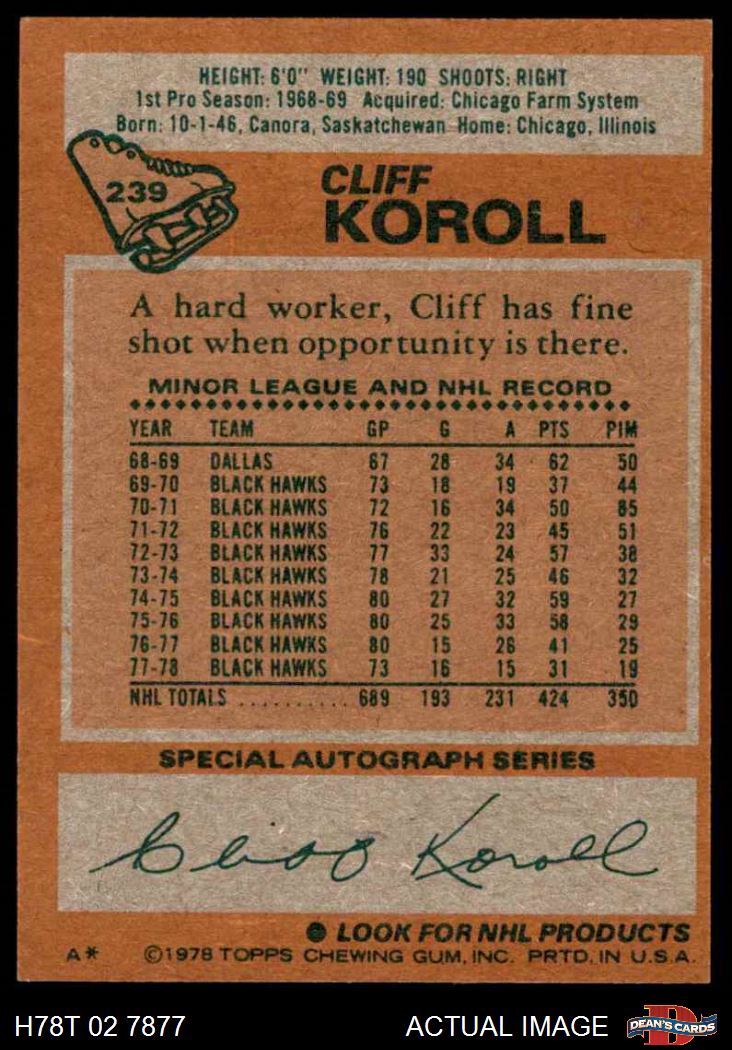 HEIGHT: 6'0" WEIGHT: 190 SHOOTS: RIGHT
1st Pro Season: 1968-69 Acquired: Chicago Farm System
Born: 10-1-46, Canora, Saskatchewan Home: Chicago, Illinois
239
CLIFF
KOROLL
A hard worker, Cliff has fine
shot when opportunity is there.
MINOR LEAGUE AND NHL RECORD
YEAR TEAM GP G A PTS PIM
68-69 DALLAS 67 28 34 62 50
69-70 BLACK HAWKS 73 18 19 37 44
70-71 BLACK HAWKS 72 16 34 50 85
71-72 BLACK HAWKS 76 22 23 45 51
72-73 BLACK HAWKS 77 33 24 57 38
73-74 BLACK HAWKS 78 21 25 46 32
74-75 BLACK HAWKS 80 27 32 59 27
75-76 BLACK HAWKS 80 25 33 58 29
76-77 BLACK HAWKS 80 15 26 41 25
77-78 BLACK HAWKS 73 16 15 31 19
NHL TOTALS .......... 689 193 231 424 350
SPECIAL AUTOGRAPH SERIES
Cliff Koroll
● LOOK FOR NHL PRODUCTS
A* ©1978 TOPPS CHEWING GUM, INC. PRTD. IN U.S.A.
H78T 02 7877 ACTUAL IMAGE DEAN'S CARDS